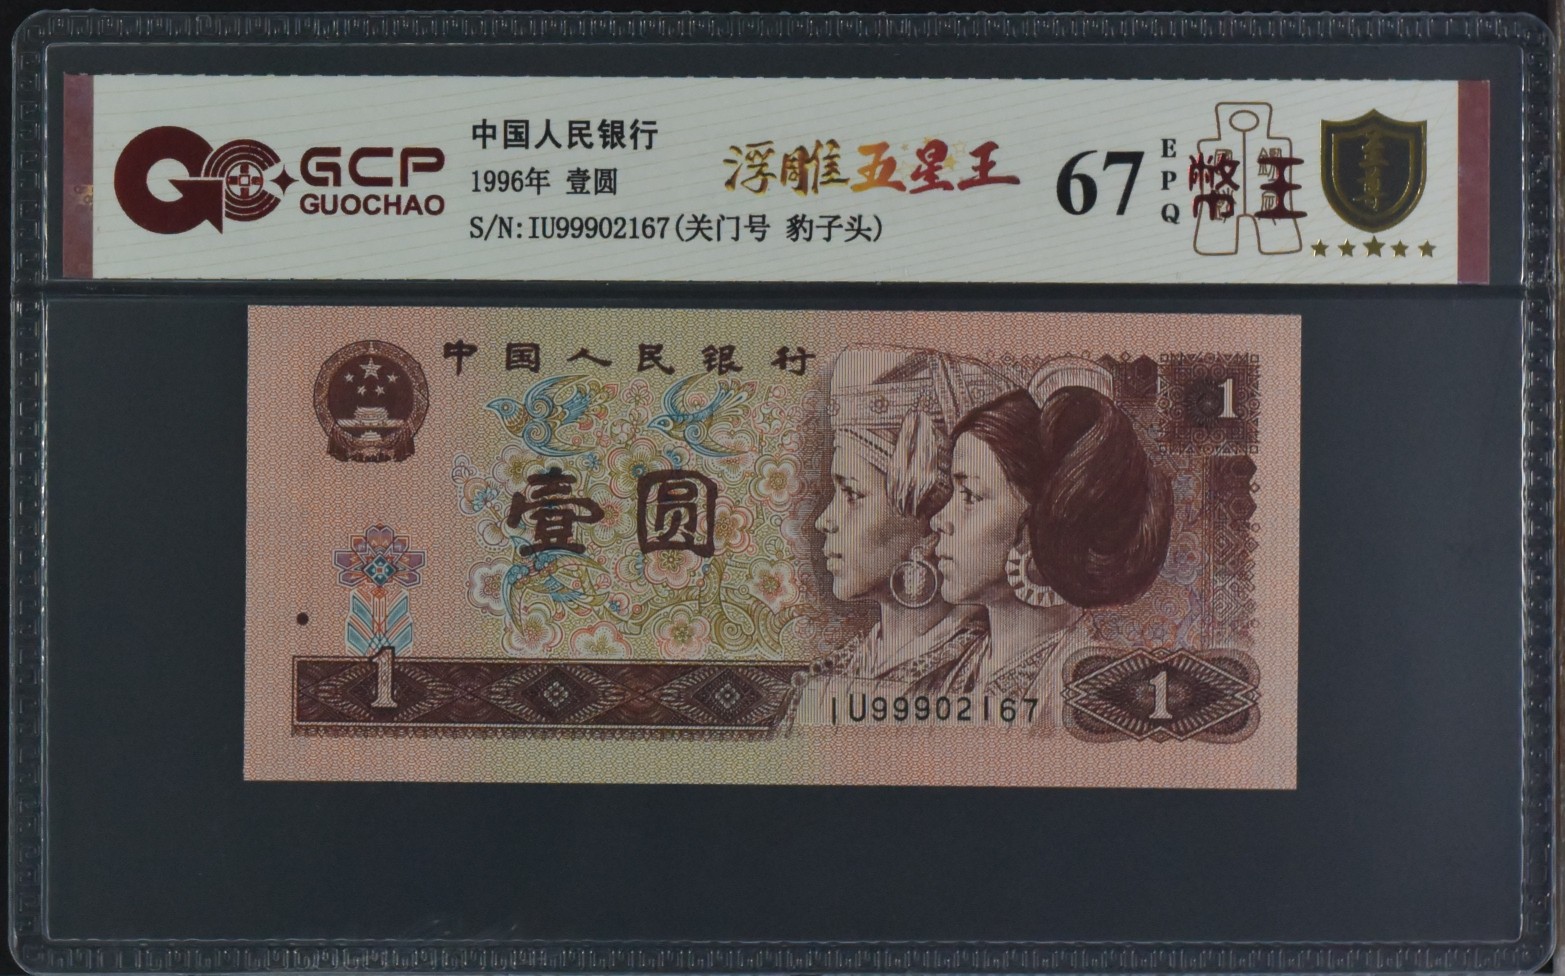 GCP
GUOCHAO
中国人民银行
1996年 壹圆
S/N:IU99902167(关门号 豹子头)
浮雕五星王
67
EPQ
至尊
中国人民银行
1
壹圆
1
IU99902167
1